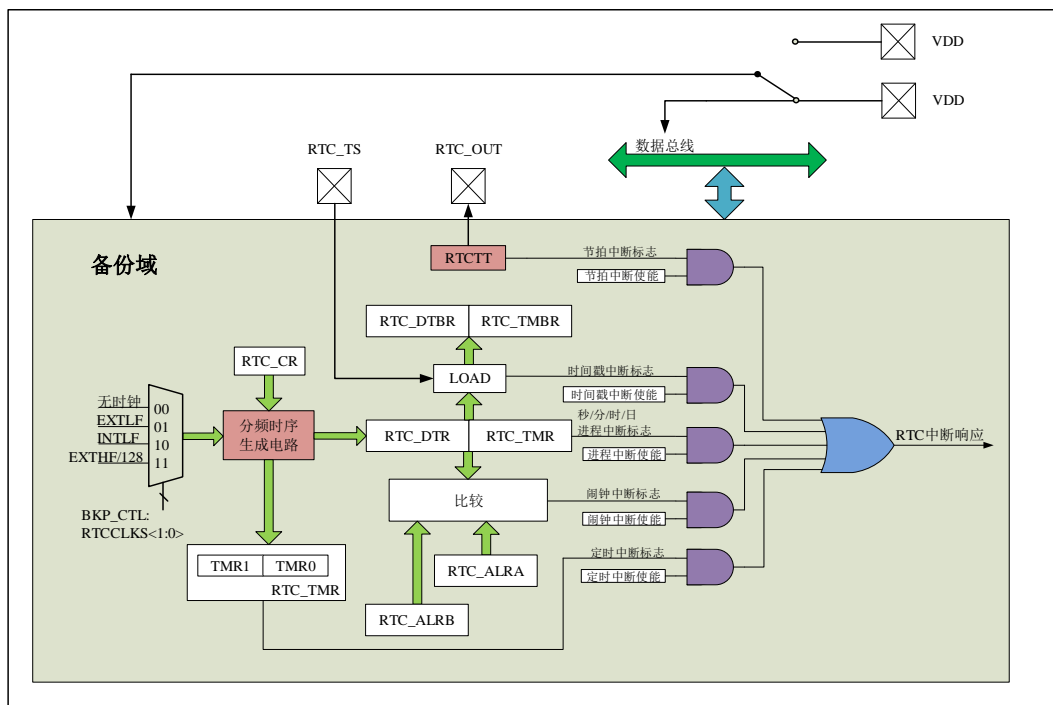 VDD
VDD
数据总线
RTC_TS
RTC_OUT
备份域
RTCTT
节拍中断标志
节拍中断使能
RTC_DTBR
RTC_TMBR
RTC_CR
LOAD
时间戳中断标志
时间戳中断使能
无时钟
EXTLF
INTLF
EXTHF/128
00
01
10
11
分频时序
生成电路
RTC_DTR
RTC_TMR
秒/分/时/日
进程中断标志
进程中断使能
RTC中断响应
BKP_CTL:
RTCCLKS<1:0>
比较
闹钟中断标志
闹钟中断使能
TMR1
TMR0
RTC_TMR
RTC_ALRA
RTC_ALRB
定时中断标志
定时中断使能